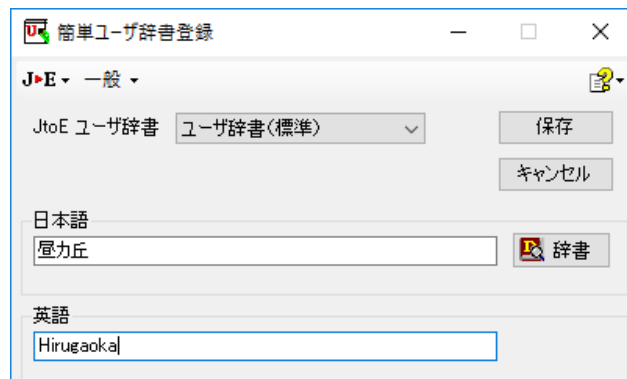 簡単ユーザ辞書登録
J▶E 一般
JtoE ユーザ辞書 ユーザ辞書(標準) 保存
キャンセル
日本語
昼力丘 辞書
英語
Hirugaoka